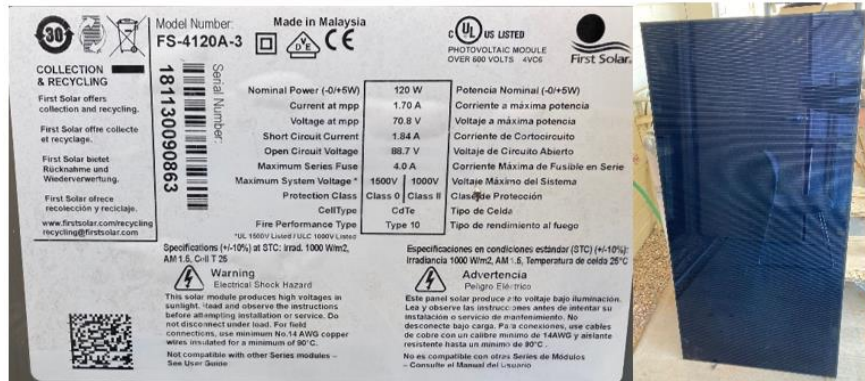 30
Model Number:
FS-4120A-3
Made in Malaysia
VDE
CE
C UL US LISTED
PHOTOVOLTAIC MODULE
OVER 600 VOLTS 4VC6
First Solar.
COLLECTION
& RECYCLING
First Solar offers
collection and recycling.
First Solar offre collecte
et recyclage.
First Solar bietet
Rücknahme und
Wiederverwertung.
First Solar ofrece
recolección y reciclaje.
www.firstsolar.com/recycling
recycling@firstsolar.com
Serial Number:
181130090863
Nominal Power (-0/+5W) 120 W Potencia Nominal (-0/+5W)
Current at mpp 1.70 A Corriente a máxima potencia
Voltage at mpp 70.8 V Voltaje a máxima potencia
Short Circuit Current 1.84 A Corriente de Cortocircuito
Open Circuit Voltage 88.7 V Voltaje de Circuito Abierto
Maximum Series Fuse 4.0 A Corriente Máxima de Fusible en Serie
Maximum System Voltage * 1500V 1000V Voltaje Máximo del Sistema
Protection Class Class 0 Class II Clase de Protección
CellType CdTe Tipo de Celda
Fire Performance Type Type 10 Tipo de rendimiento al fuego
*UL 1500V Listed / ULC 1000V Listed
Specifications (+/-10%) at STC: Irrad. 1000 W/m2,
AM 1.5, Cell T 25
Warning
Electrical Shock Hazard
This solar module produces high voltages in
sunlight. Read and observe the instructions
before attempting installation or service. Do
not disconnect under load. For field
connections, use minimum No.14 AWG copper
wires insulated for a minimum of 90°C.
Not compatible with other Series modules –
See User Guide
Especificaciones en condiciones estándar (STC) (+/-10%):
Irradiancia 1000 W/m2, AM 1.5, Temperatura de celda 25°C
Advertencia
Peligro Eléctrico
Este panel solar produce alto voltaje bajo iluminación.
Lea y observe las instrucciones antes de intentar su
instalación o servicio de mantenimiento. No
desconecte bajo carga. Para conexiones, use cables
de cobre con un calibre mínimo de 14AWG y aislante
resistente hasta un mínimo de 90°C.
No es compatible con otras Series de Módulos
– Consulte el Manual del Usuario